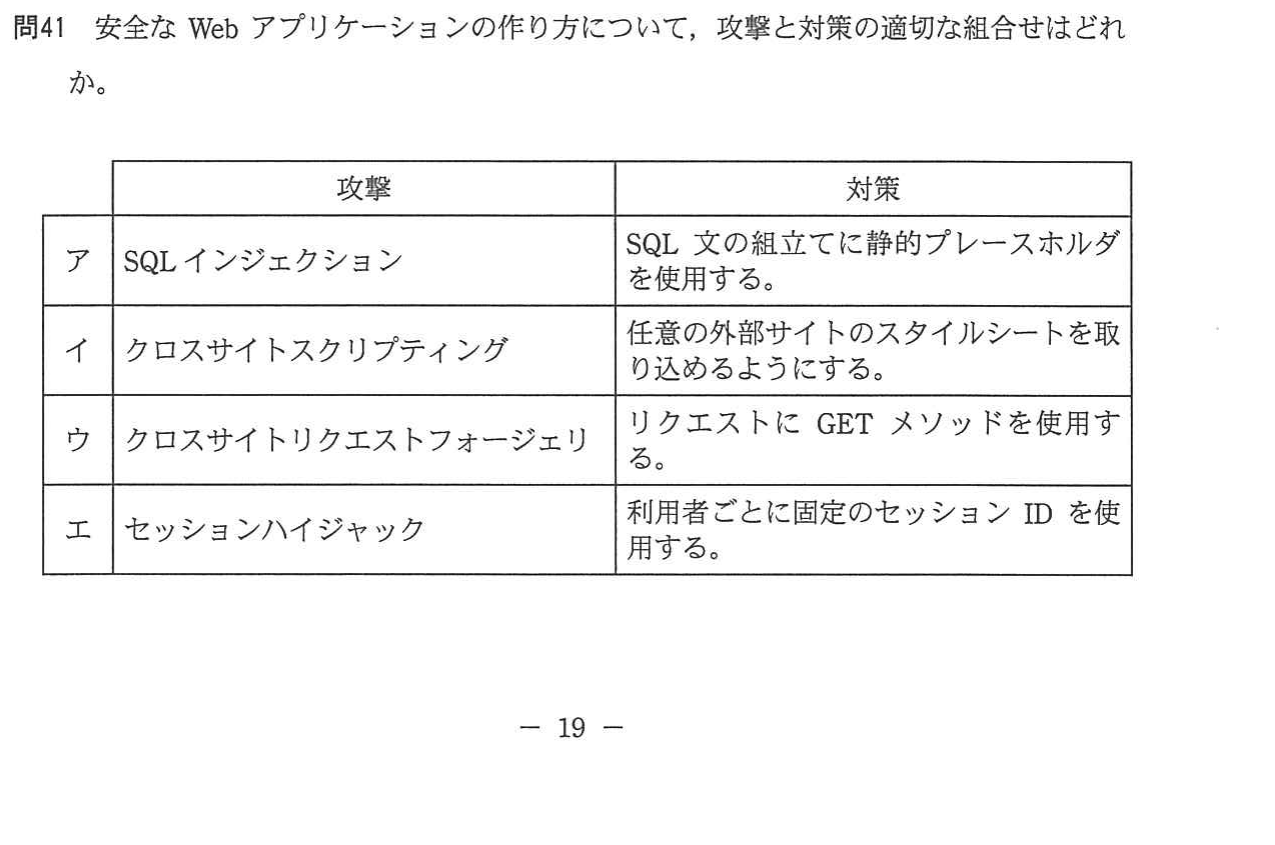 問41　安全な Web アプリケーションの作り方について，攻撃と対策の適切な組合せはどれ
か。
攻撃
対策
ア
SQL インジェクション
SQL 文の組立てに静的プレースホルダ
を使用する。
イ
クロスサイトスクリプティング
任意の外部サイトのスタイルシートを取
り込めるようにする。
ウ
クロスサイトリクエストフォージェリ
リクエストに GET メソッドを使用す
る。
エ
セッションハイジャック
利用者ごとに固定のセッション ID を使
用する。
－ 19 －